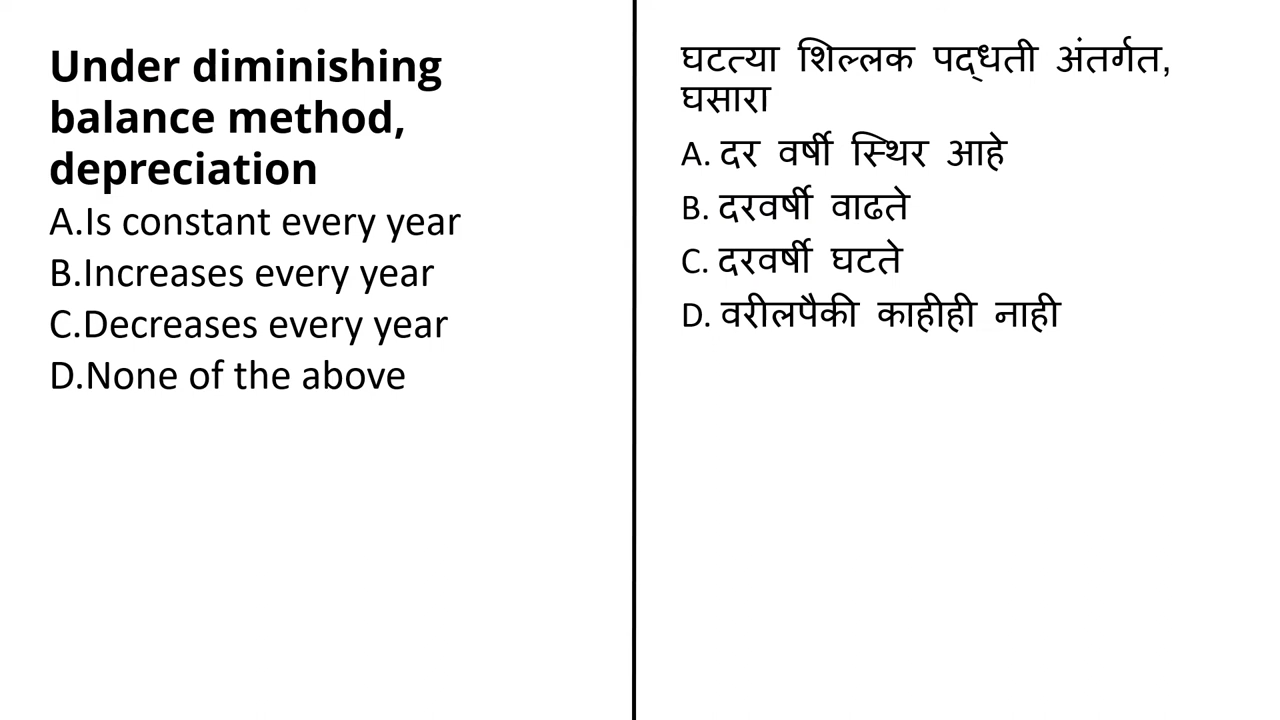 Under diminishing
balance method,
depreciation
A.Is constant every year
B.Increases every year
C.Decreases every year
D.None of the above
घटत्या शिल्लक पद्धती अंतर्गत,
घसारा
A. दर वर्षी स्थिर आहे
B. दरवर्षी वाढते
C. दरवर्षी घटते
D. वरीलपैकी काहीही नाही